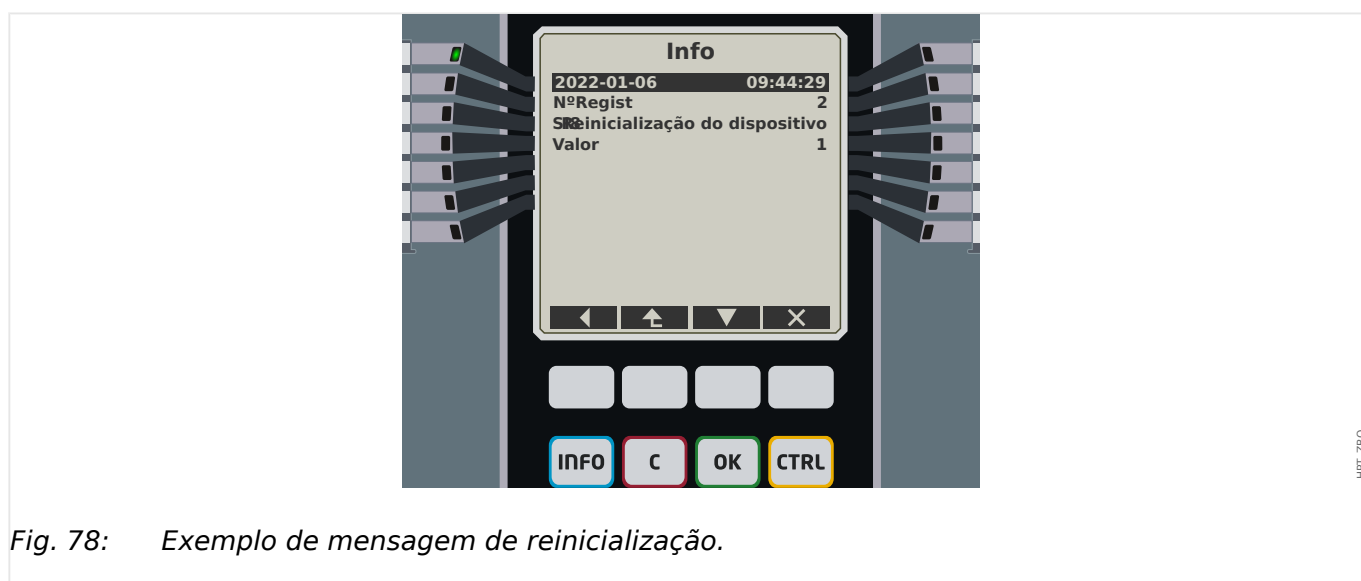 Info
2022-01-06 09:44:29
NºRegist 2
Reinicialização do dispositivo
Valor 1
INFO C OK CTRL
Fig. 78: Exemplo de mensagem de reinicialização.